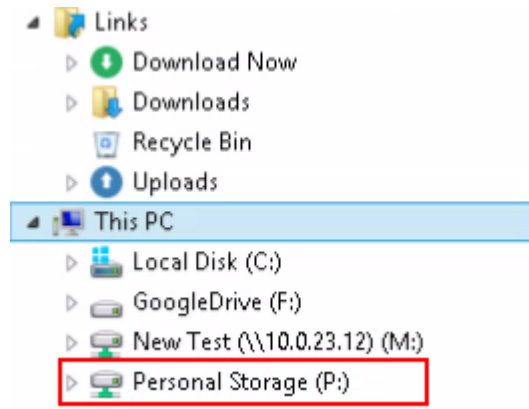 Links
Download Now
Downloads
Recycle Bin
Uploads
This PC
Local Disk (C:)
GoogleDrive (F:)
New Test (\\10.0.23.12) (M:)
Personal Storage (P:)